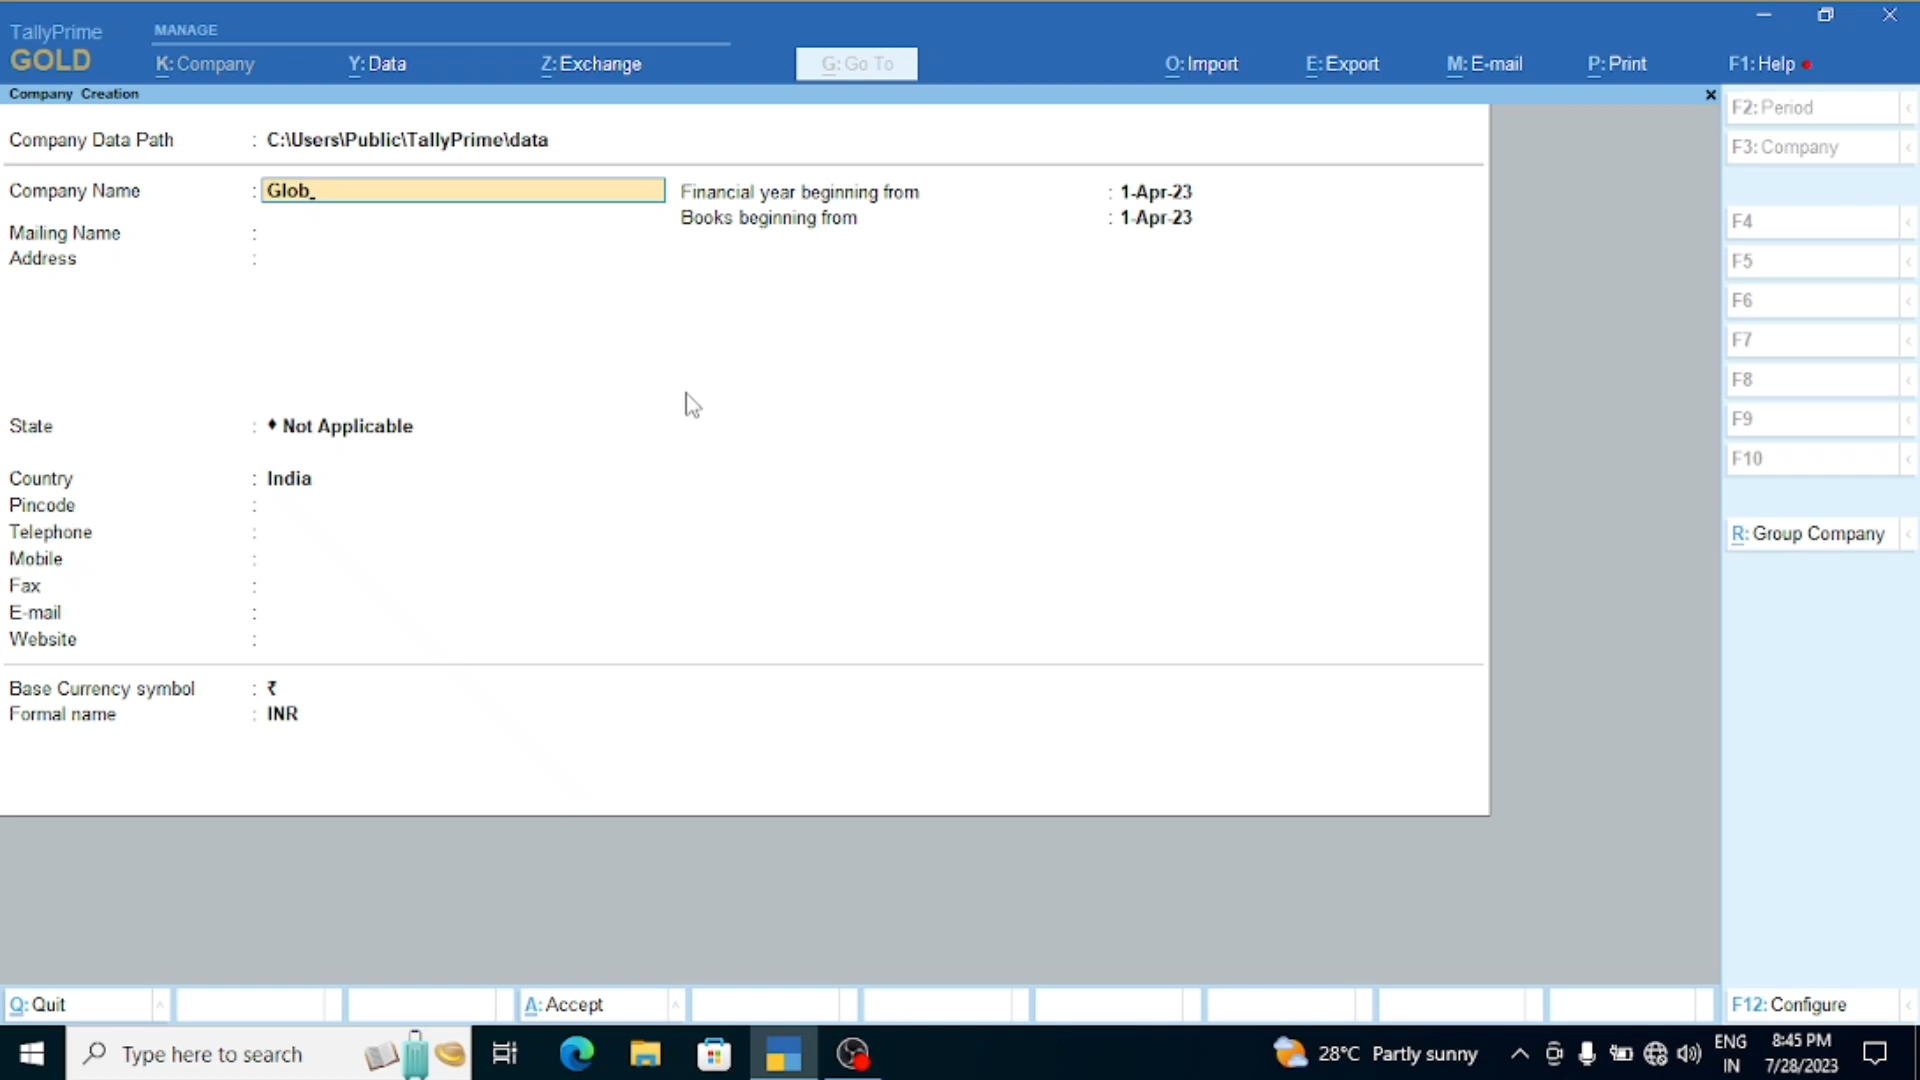 TallyPrime
GOLD
MANAGE
K: Company
Y: Data
Z: Exchange
G: Go To
O: Import
E: Export
M: E-mail
P: Print
F1: Help
Company Creation
Company Data Path : C:\Users\Public\TallyPrime\data
Company Name : Glob_
Financial year beginning from : 1-Apr-23
Books beginning from : 1-Apr-23
Mailing Name :
Address :
State : ♦ Not Applicable
Country : India
Pincode :
Telephone :
Mobile :
Fax :
E-mail :
Website :
Base Currency symbol : ₹
Formal name : INR
F2: Period
F3: Company
F4
F5
F6
F7
F8
F9
F10
R: Group Company
F12: Configure
Q: Quit
A: Accept
Type here to search
28°C Partly sunny
ENG
IN
8:45 PM
7/28/2023